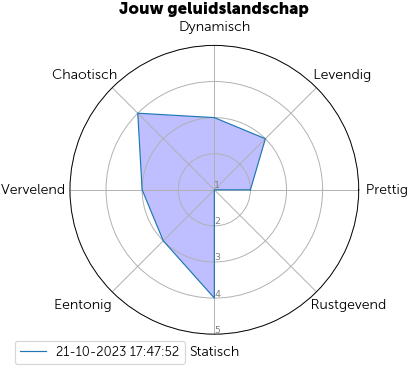 Jouw geluidslandschap
Dynamisch
Chaotisch
Levendig
Vervelend
1
Prettig
2
3
4
Eentonig
Rustgevend
5
21-10-2023 17:47:52
Statisch